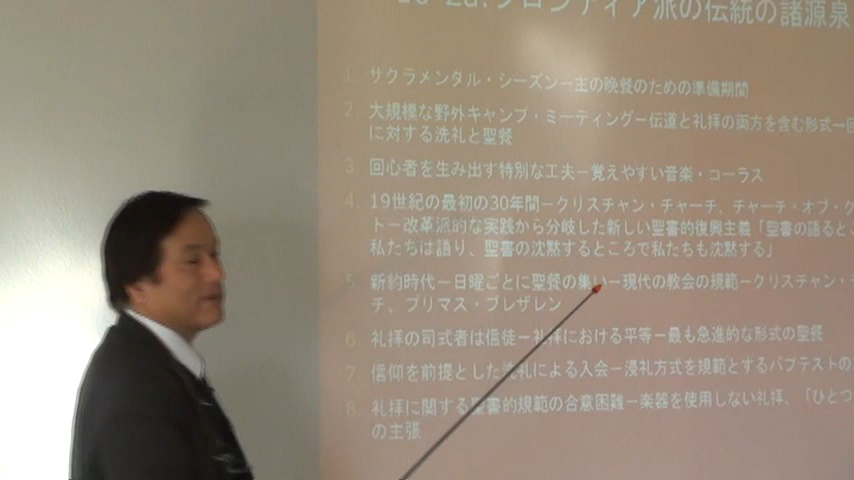 10-2a.フロンティア派の伝統の諸源泉
1. サクラメンタル・シーズン－主の晩餐のための準備期間
2. 大規模な野外キャンプ・ミーティング－伝道と礼拝の両方を含む形式－回
に対する洗礼と聖餐
3. 回心者を生み出す特別な工夫－覚えやすい音楽・コーラス
4. 19世紀の最初の30年間－クリスチャン・チャーチ、チャーチ・オブ・ク
ト－改革派的な実践から分岐した新しい聖書的復興主義「聖書の語るとこ
私たちは語り、聖書の沈黙するところで私たちも沈黙する」
5. 新約時代－日曜ごとに聖餐の集い－現代の教会の規範－クリスチャン・
チ、プリマス・ブレザレン
6. 礼拝の司式者は信徒－礼拝における平等－最も急進的な形式の聖餐
7. 信仰を前提とした洗礼による入会－浸礼方式を規範とするバプテストの
8. 礼拝に関する聖書的規範の合意困難－楽器を使用しない礼拝、「ひとつ
の主張